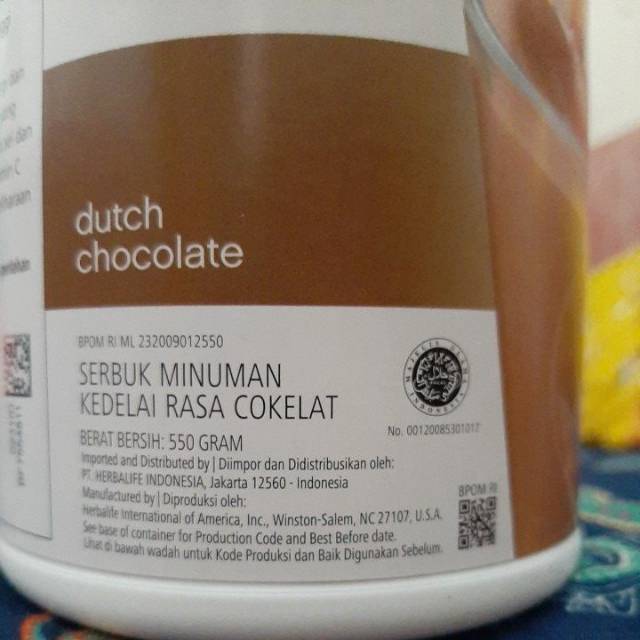 dutch
chocolate
BPOM RI ML 232009012550
SERBUK MINUMAN
KEDELAI RASA COKELAT
BERAT BERSIH: 550 GRAM
Imported and Distributed by | Diimpor dan Didistribusikan oleh:
PT. HERBALIFE INDONESIA, Jakarta 12560 - Indonesia
Manufactured by | Diproduksi oleh:
Herbalife International of America, Inc., Winston-Salem, NC 27107, U.S.A.
See base of container for Production Code and Best Before date.
Lihat di bawah wadah untuk Kode Produksi dan Baik Digunakan Sebelum.
MAJELIS ULAMA INDONESIA
No. 00120085301017
BPOM RI